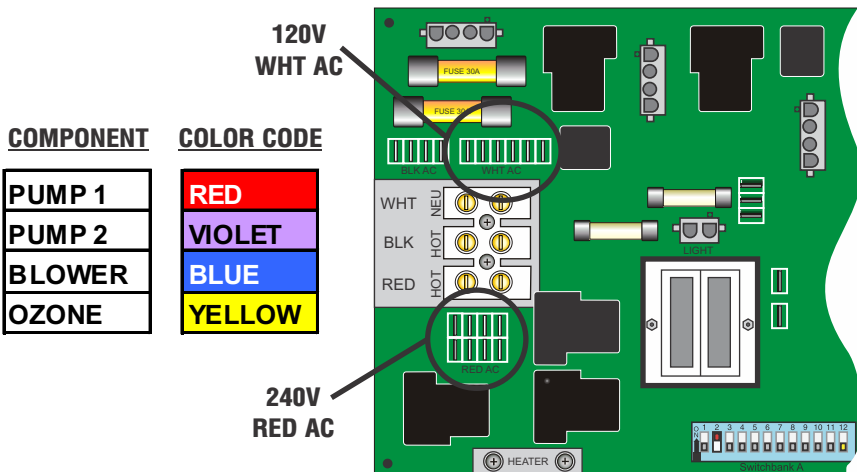 120V
WHT AC
COMPONENT COLOR CODE
PUMP 1 RED
PUMP 2 VIOLET
BLOWER BLUE
OZONE YELLOW
FUSE 30A
FUSE 30A
BLK AC
WHT AC
WHT NEU
BLK HOT
RED HOT
LIGHT
RED AC
240V
RED AC
HEATER
ON
1 2 3 4 5 6 7 8 9 10 11 12
Switchbank A